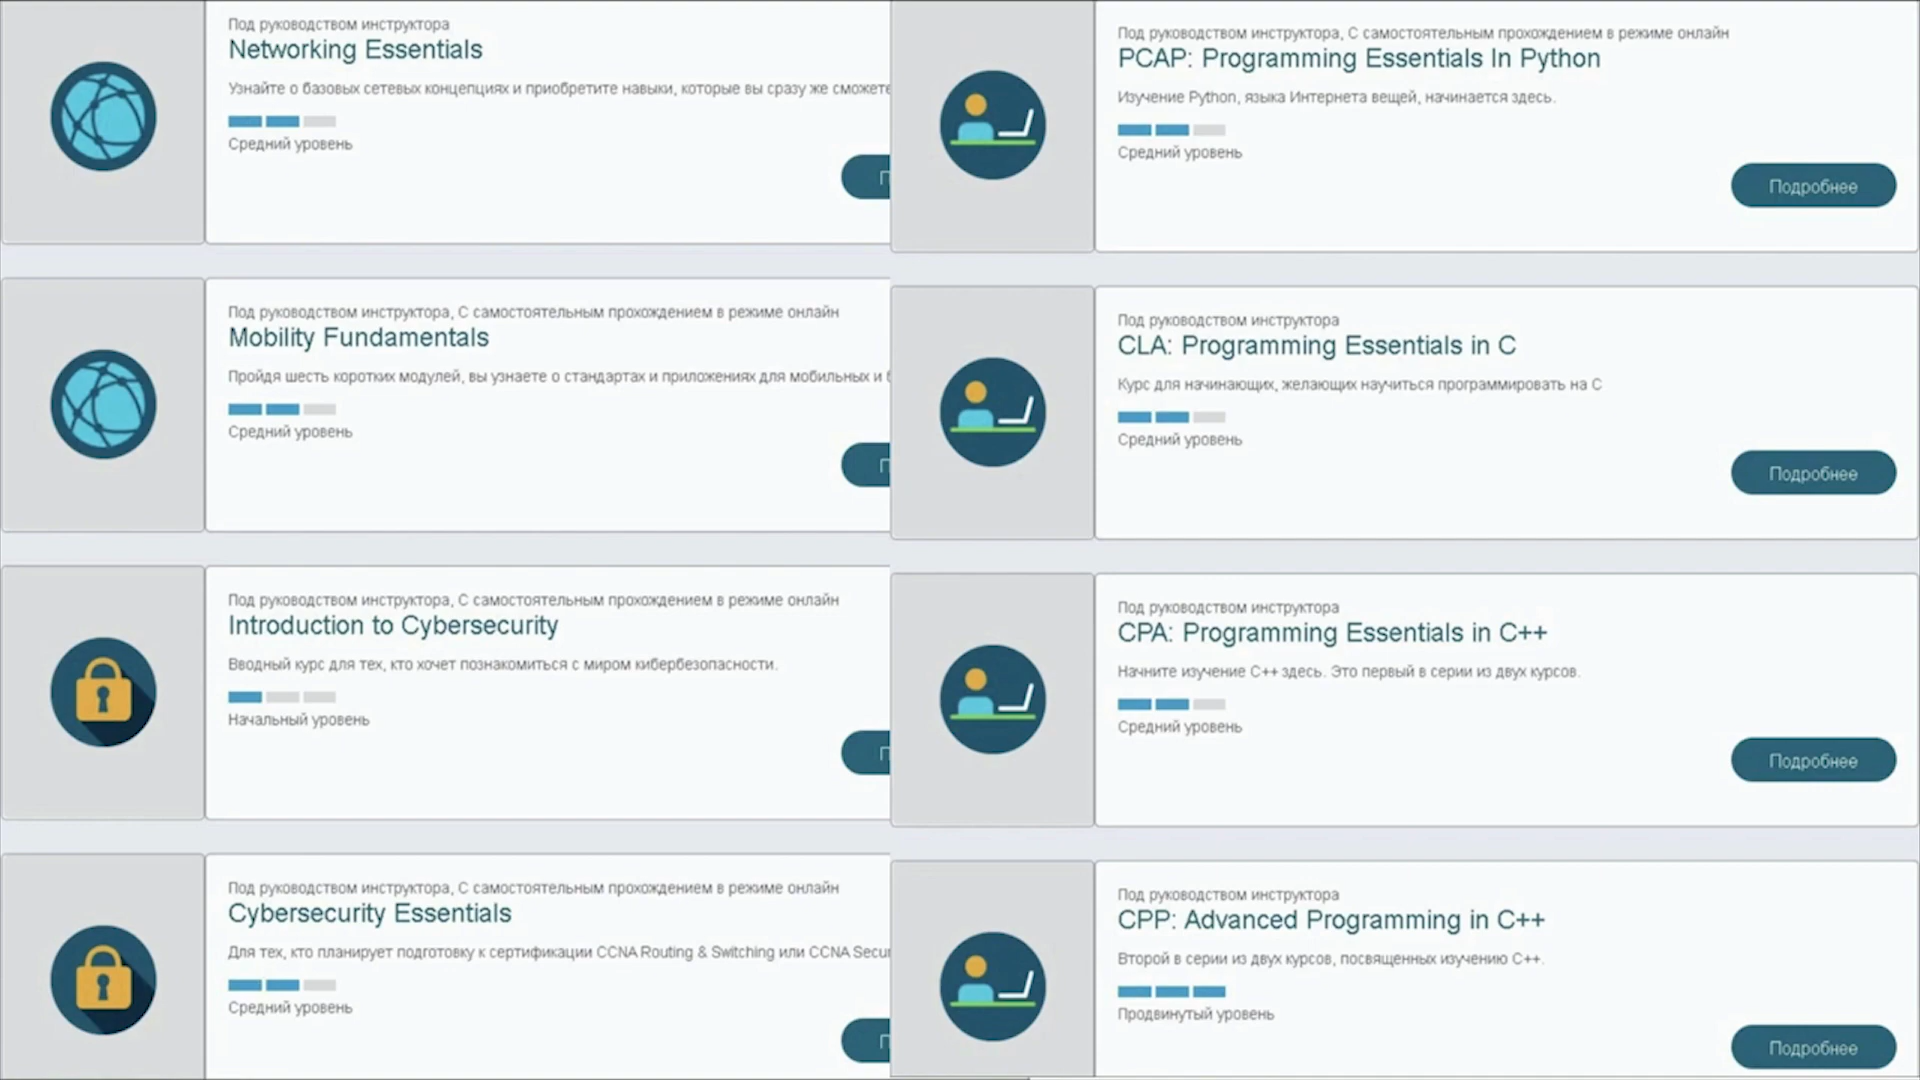 Под руководством инструктора
Networking Essentials
Узнайте о базовых сетевых концепциях и приобретите навыки, которые вы сразу же сможете
Средний уровень
П
Под руководством инструктора, С самостоятельным прохождением в режиме онлайн
Mobility Fundamentals
Пройдя шесть коротких модулей, вы узнаете о стандартах и приложениях для мобильных и
Средний уровень
П
Под руководством инструктора, С самостоятельным прохождением в режиме онлайн
Introduction to Cybersecurity
Вводный курс для тех, кто хочет познакомиться с миром кибербезопасности.
Начальный уровень
П
Под руководством инструктора, С самостоятельным прохождением в режиме онлайн
Cybersecurity Essentials
Для тех, кто планирует подготовку к сертификации CCNA Routing & Switching или CCNA Secur
Средний уровень
П
Под руководством инструктора, С самостоятельным прохождением в режиме онлайн
PCAP: Programming Essentials In Python
Изучение Python, языка Интернета вещей, начинается здесь.
Средний уровень
Подробнее
Под руководством инструктора
CLA: Programming Essentials in C
Курс для начинающих, желающих научиться программировать на C
Средний уровень
Подробнее
Под руководством инструктора
CPA: Programming Essentials in C++
Начните изучение C++ здесь. Это первый в серии из двух курсов.
Средний уровень
Подробнее
Под руководством инструктора
CPP: Advanced Programming in C++
Второй в серии из двух курсов, посвященных изучению C++.
Продвинутый уровень
Подробнее